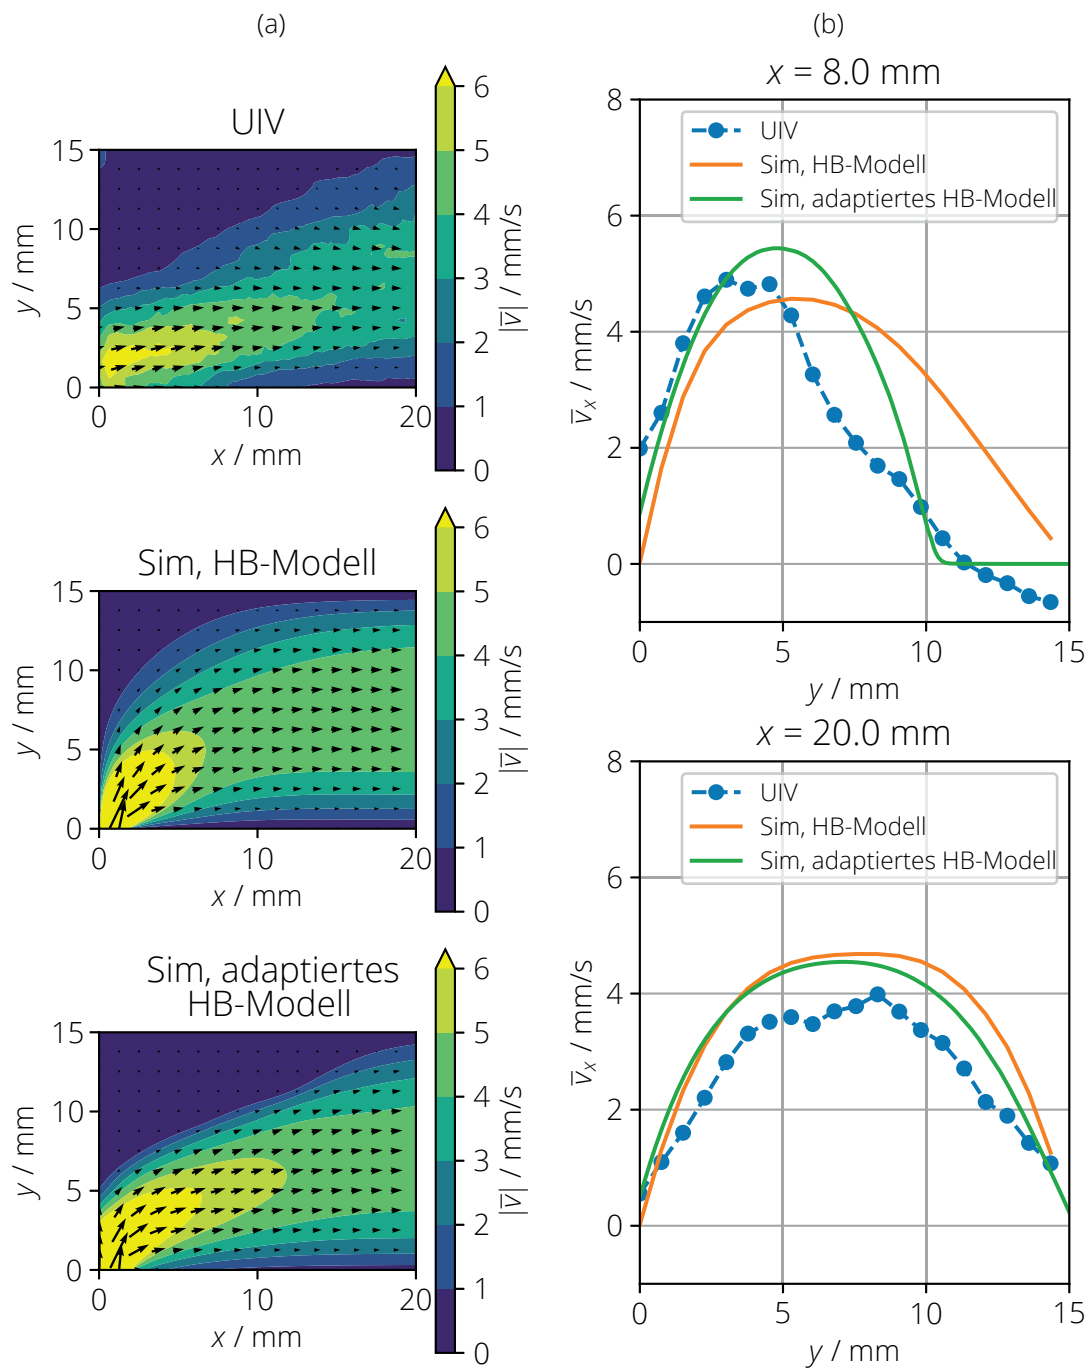 (a)
UIV
15
10
5
0
y / mm
0
10
20
x / mm
6
5
4
3
2
1
0
|v̅| / mm/s
Sim, HB-Modell
15
10
5
0
y / mm
0
10
20
x / mm
6
5
4
3
2
1
0
|v̅| / mm/s
Sim, adaptiertes
HB-Modell
15
10
5
0
y / mm
0
10
20
x / mm
6
5
4
3
2
1
0
|v̅| / mm/s
(b)
x = 8.0 mm
UIV
Sim, HB-Modell
Sim, adaptiertes HB-Modell
8
6
4
2
0
v̅x / mm/s
0
5
10
15
y / mm
x = 20.0 mm
UIV
Sim, HB-Modell
Sim, adaptiertes HB-Modell
8
6
4
2
0
v̅x / mm/s
0
5
10
15
y / mm